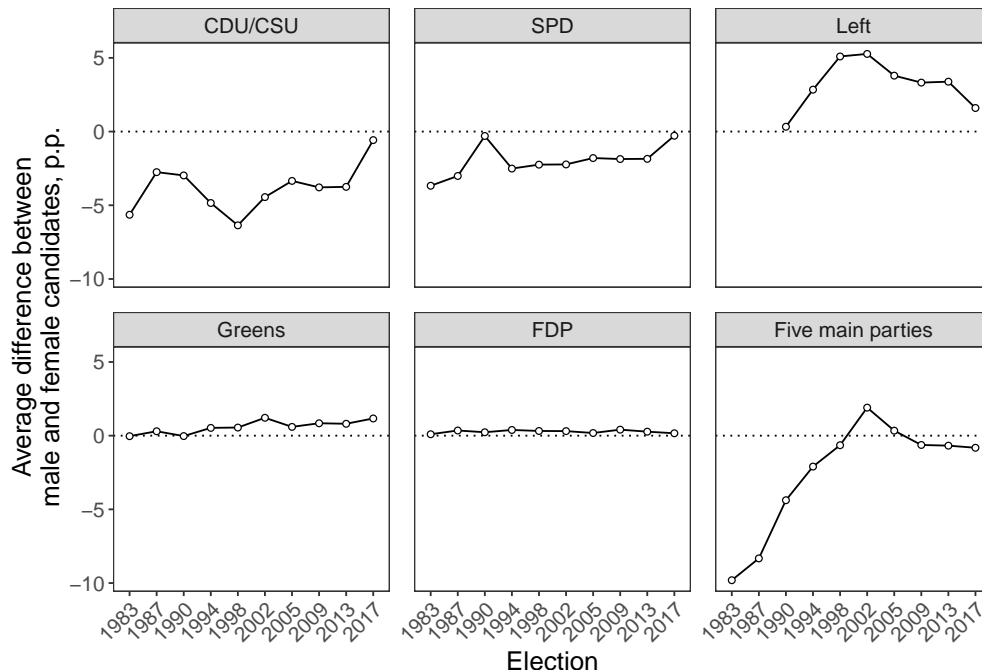 CDU/CSU
SPD
Left
5
0
−5
−10
Greens
FDP
Five main parties
5
0
−5
−10
Average difference between
male and female candidates, p.p.
1983 1987 1990 1994 1998 2002 2005 2009 2013 2017
1983 1987 1990 1994 1998 2002 2005 2009 2013 2017
1983 1987 1990 1994 1998 2002 2005 2009 2013 2017
Election